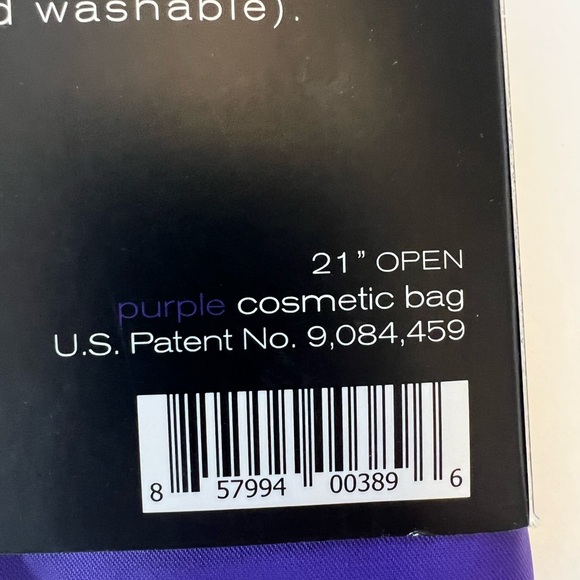 d washable).
21" OPEN
purple cosmetic bag
U.S. Patent No. 9,084,459
8 57994 00389 6